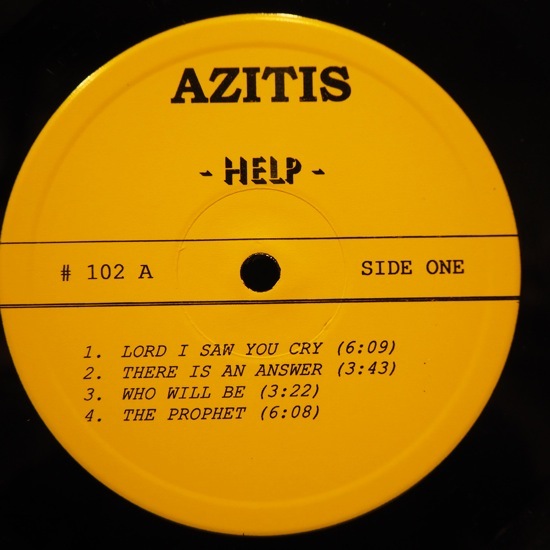 AZITIS
- HELP -
# 102 A
SIDE ONE
1. LORD I SAW YOU CRY (6:09)
2. THERE IS AN ANSWER (3:43)
3. WHO WILL BE (3:22)
4. THE PROPHET (6:08)